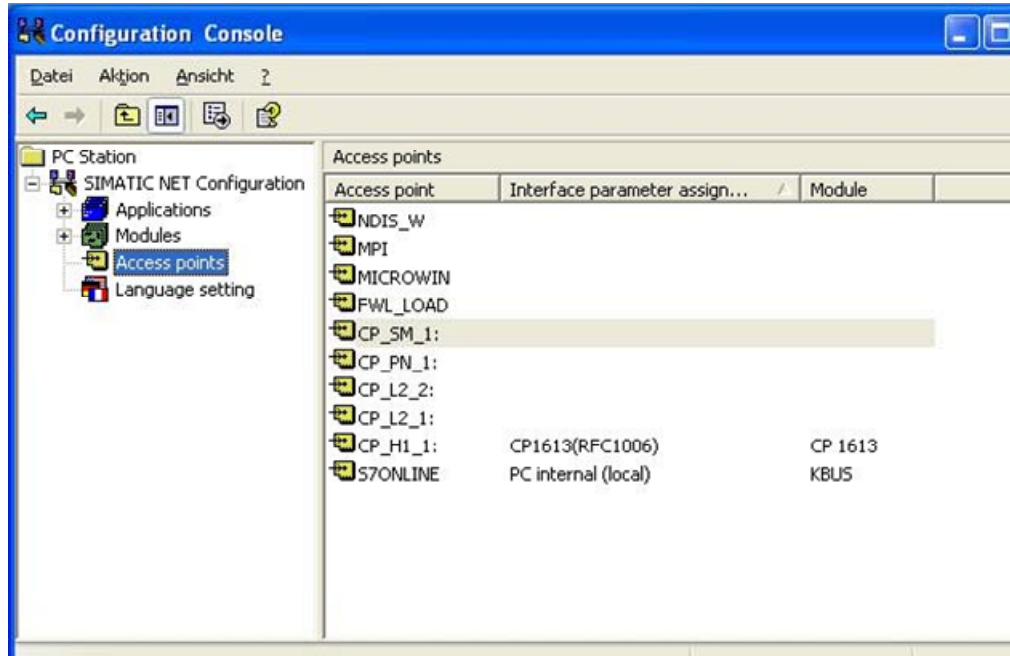 Configuration Console
Datei Aktion Ansicht ?
PC Station
SIMATIC NET Configuration
Applications
Modules
Access points
Language setting
Access points
Access point Interface parameter assign... Module
NDIS_W
MPI
MICROWIN
FWL_LOAD
CP_SM_1:
CP_PN_1:
CP_L2_2:
CP_L2_1:
CP_H1_1: CP1613(RFC1006) CP 1613
S7ONLINE PC internal (local) KBUS